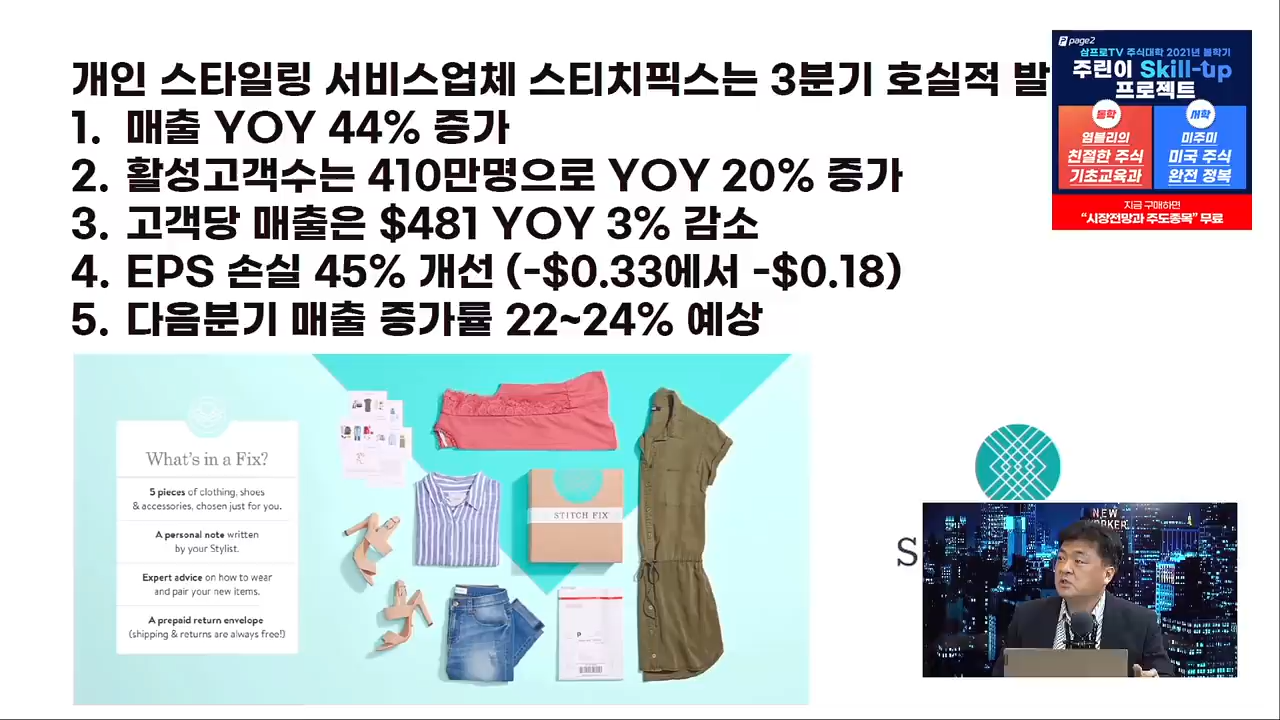 개인 스타일링 서비스업체 스티치픽스는 3분기 호실적 발
1. 매출 YOY 44% 증가
2. 활성고객수는 410만명으로 YOY 20% 증가
3. 고객당 매출은 $481 YOY 3% 감소
4. EPS 손실 45% 개선 (-$0.33에서 -$0.18)
5. 다음분기 매출 증가률 22~24% 예상
page2
삼프로TV 주식대학 2021년 봄학기
주린이 Skill-up
프로젝트
동학
염블리의
친절한 주식
기초교육과
서학
미주미
미국 주식
완전 정복
지금 구매하면
“시장전망과 주도종목” 무료
What's in a Fix?
5 pieces of clothing, shoes
& accessories, chosen just for you.
A personal note written
by your Stylist.
Expert advice on how to wear
and pair your new items.
A prepaid return envelope
(shipping & returns are always free!)
STITCH FIX
P
S
NEW